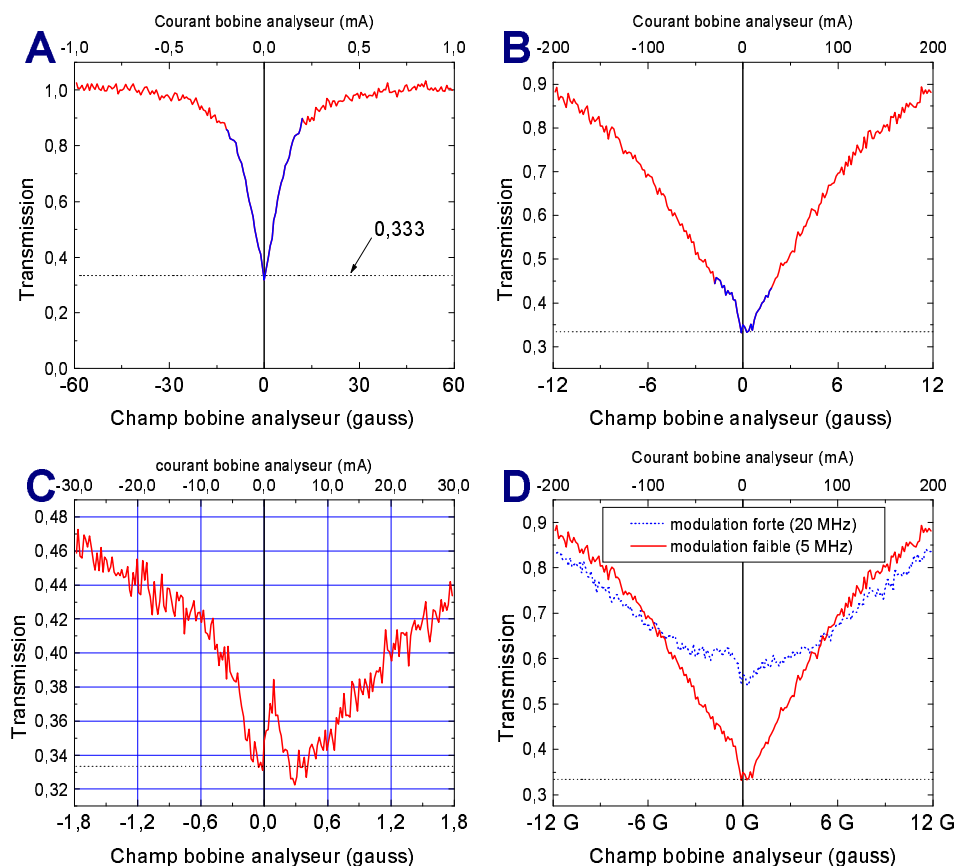 A
Courant bobine analyseur (mA)
-1,0 -0,5 0,0 0,5 1,0
Transmission
1,0
0,8
0,6
0,4
0,2
0,0
0,333
-60 -30 0 30 60
Champ bobine analyseur (gauss)
B
Courant bobine analyseur (mA)
-200 -100 0 100 200
Transmission
0,9
0,8
0,7
0,6
0,5
0,4
0,3
-12 -6 0 6 12
Champ bobine analyseur (gauss)
C
courant bobine analyseur (mA)
-30,0 -20,0 -10,0 0,0 10,0 20,0 30,0
Transmission
0,48
0,46
0,44
0,42
0,40
0,38
0,36
0,34
0,32
-1,8 -1,2 -0,6 0,0 0,6 1,2 1,8
Champ bobine analyseur (gauss)
D
Courant bobine analyseur (mA)
-200 -100 0 100 200
modulation forte (20 MHz)
modulation faible (5 MHz)
Transmission
0,9
0,8
0,7
0,6
0,5
0,4
0,3
-12 G -6 G 0 G 6 G 12 G
Champ bobine analyseur (gauss)